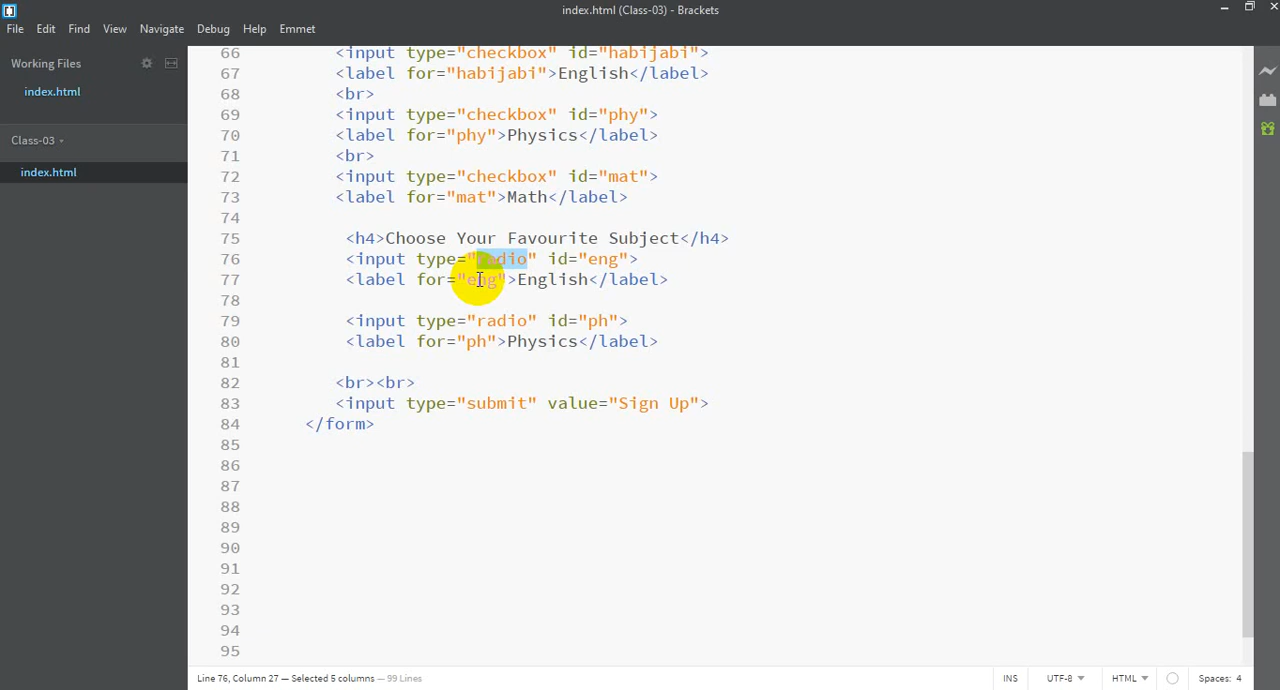 index.html (Class-03) - Brackets
File Edit Find View Navigate Debug Help Emmet
Working Files
index.html
Class-03
index.html
66 <input type="checkbox" id="habijabi">
67 <label for="habijabi">English</label>
68 <br>
69 <input type="checkbox" id="phy">
70 <label for="phy">Physics</label>
71 <br>
72 <input type="checkbox" id="mat">
73 <label for="mat">Math</label>
74
75 <h4>Choose Your Favourite Subject</h4>
76 <input type="radio" id="eng">
77 <label for="eng">English</label>
78
79 <input type="radio" id="ph">
80 <label for="ph">Physics</label>
81
82 <br><br>
83 <input type="submit" value="Sign Up">
84 </form>
85
86
87
88
89
90
91
92
93
94
95
Line 76, Column 27 — Selected 5 columns — 99 Lines INS UTF-8 HTML Spaces: 4